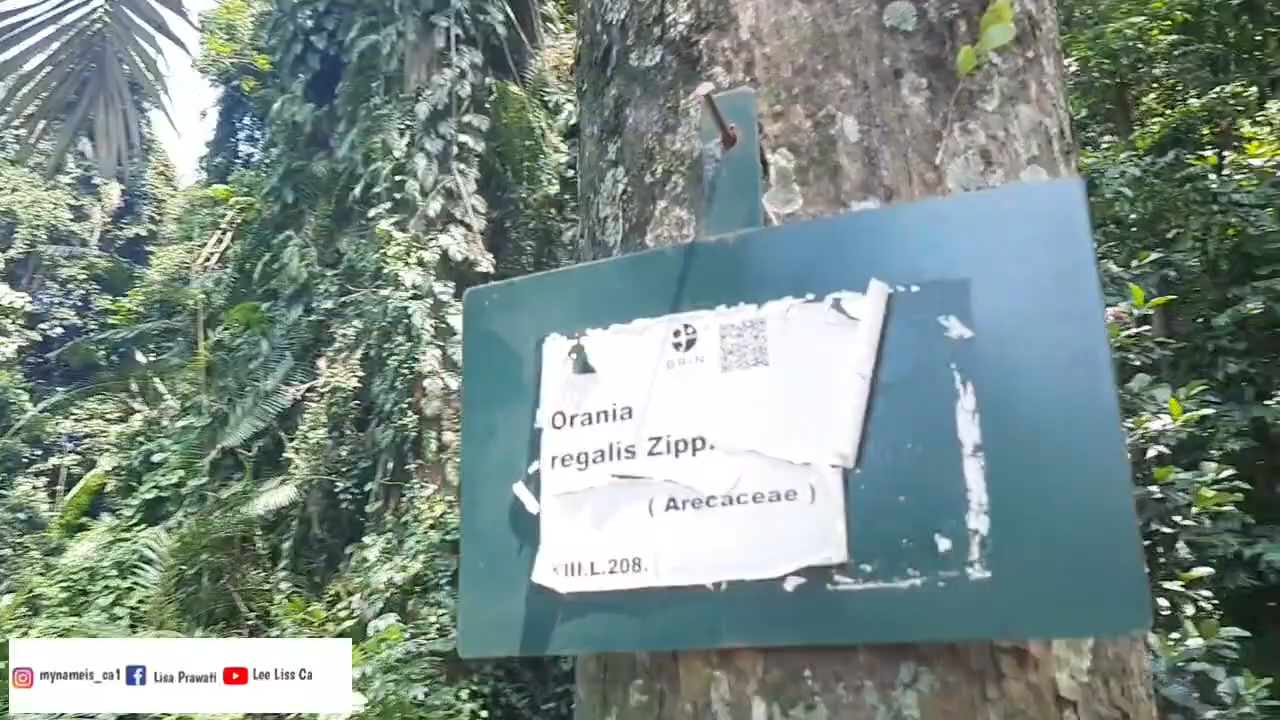 BRIN
Orania
regalis Zipp.
( Arecaceae )
XIII.L.208.
mynameis_ca1 Lisa Prawati Lee Liss Ca